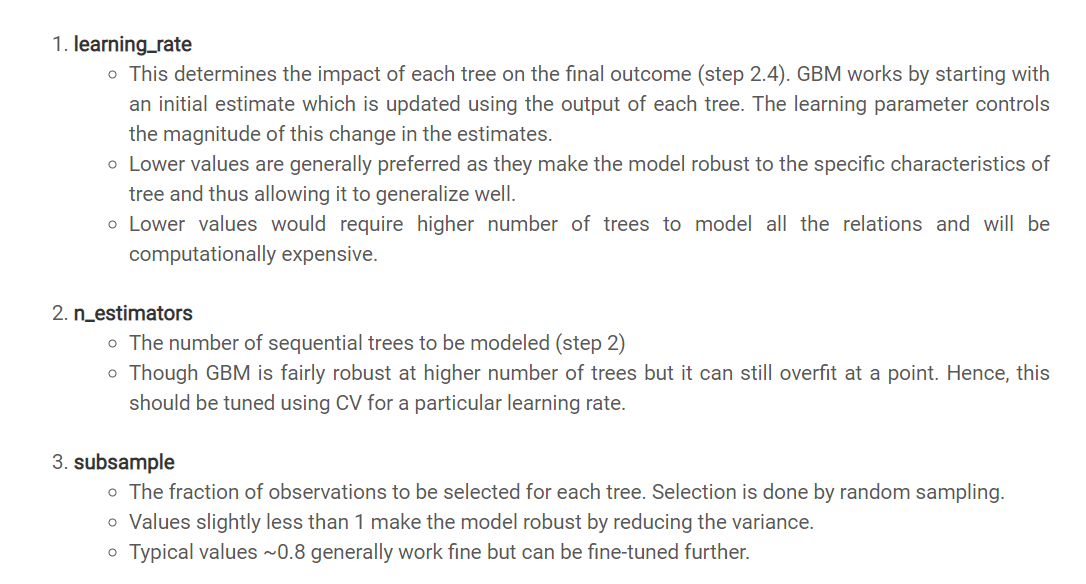 1. learning_rate
○ This determines the impact of each tree on the final outcome (step 2.4). GBM works by starting with
an initial estimate which is updated using the output of each tree. The learning parameter controls
the magnitude of this change in the estimates.
○ Lower values are generally preferred as they make the model robust to the specific characteristics of
tree and thus allowing it to generalize well.
○ Lower values would require higher number of trees to model all the relations and will be
computationally expensive.
2. n_estimators
○ The number of sequential trees to be modeled (step 2)
○ Though GBM is fairly robust at higher number of trees but it can still overfit at a point. Hence, this
should be tuned using CV for a particular learning rate.
3. subsample
○ The fraction of observations to be selected for each tree. Selection is done by random sampling.
○ Values slightly less than 1 make the model robust by reducing the variance.
○ Typical values ~0.8 generally work fine but can be fine-tuned further.